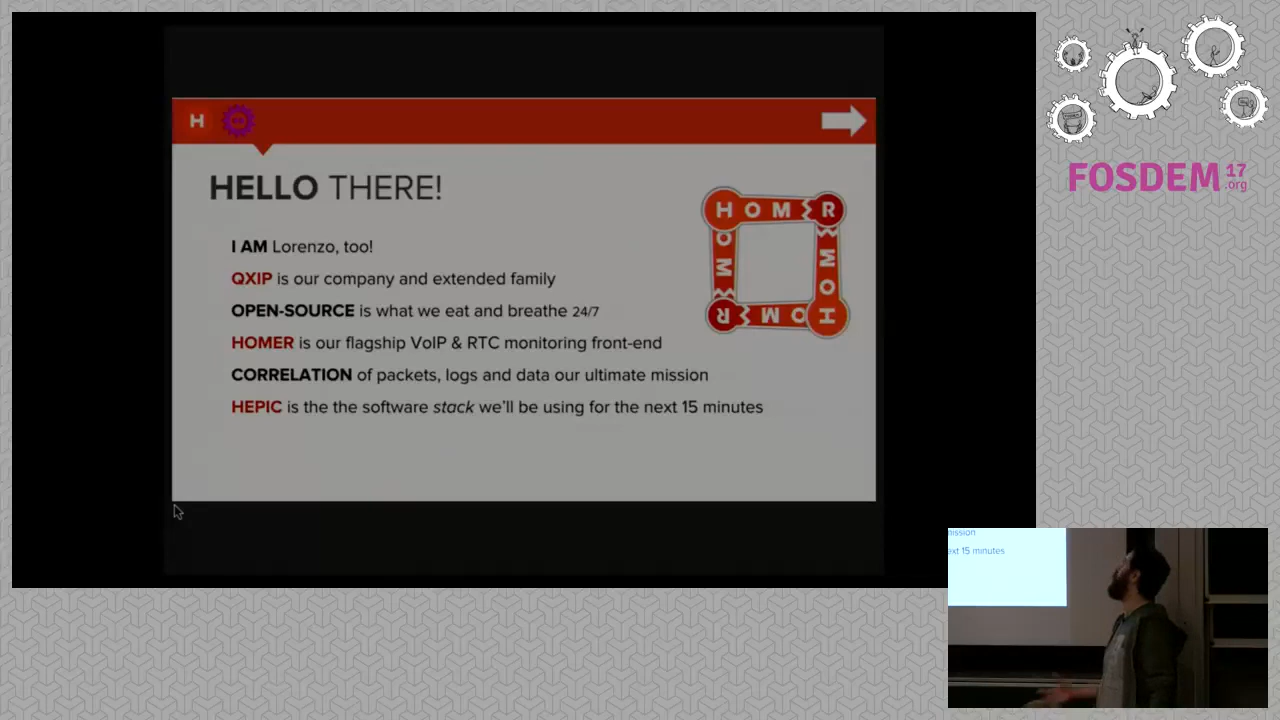 H
HELLO THERE!
I AM Lorenzo, too!
QXIP is our company and extended family
OPEN-SOURCE is what we eat and breathe 24/7
HOMER is our flagship VoIP & RTC monitoring front-end
CORRELATION of packets, logs and data our ultimate mission
HEPIC is the the software stack we'll be using for the next 15 minutes
HOMER
HOMER
HOMER
HOMER
FOSDEM 17
.org
ission
ext 15 minutes